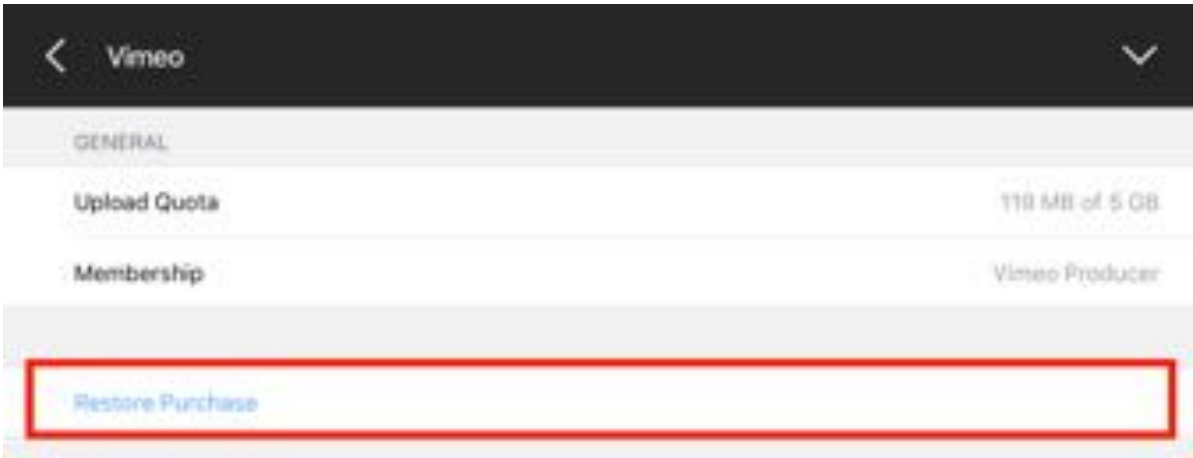 Vimeo
GENERAL
Upload Quota
119 MB of 5 GB
Membership
Vimeo Producer
Restore Purchase